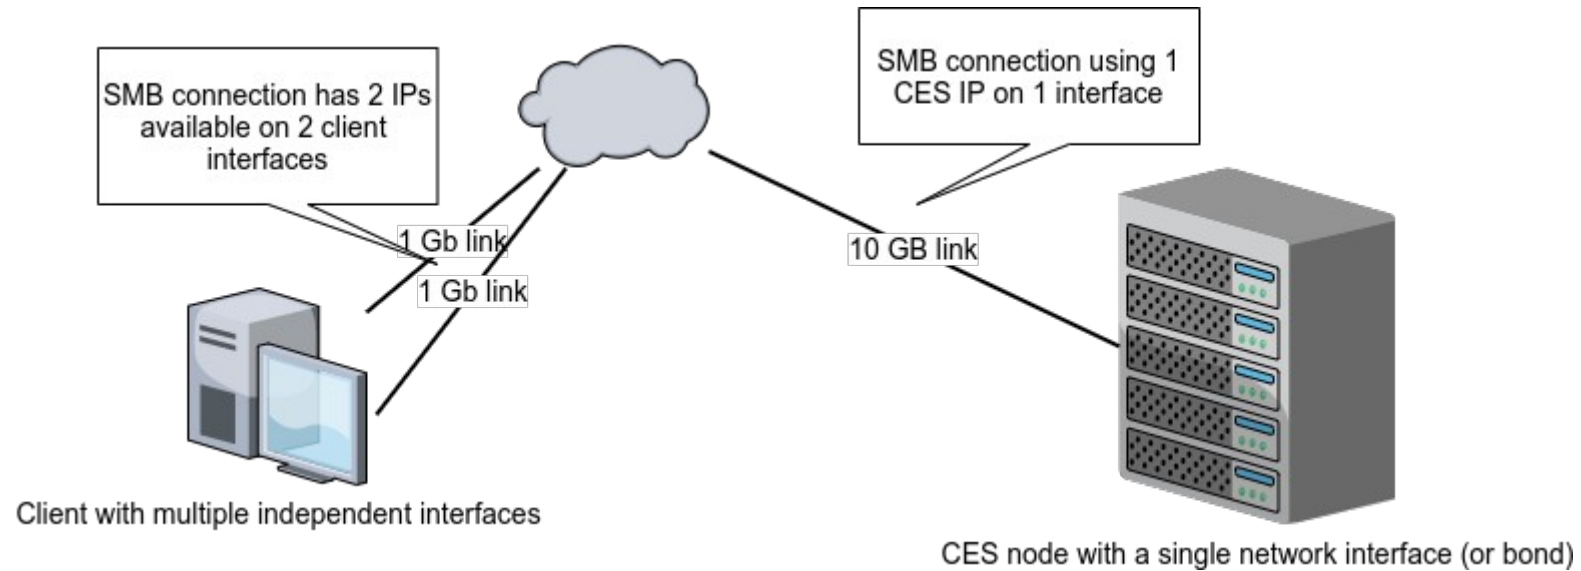 SMB connection has 2 IPs
available on 2 client
interfaces
SMB connection using 1
CES IP on 1 interface
1 Gb link
1 Gb link
10 GB link
Client with multiple independent interfaces
CES node with a single network interface (or bond)